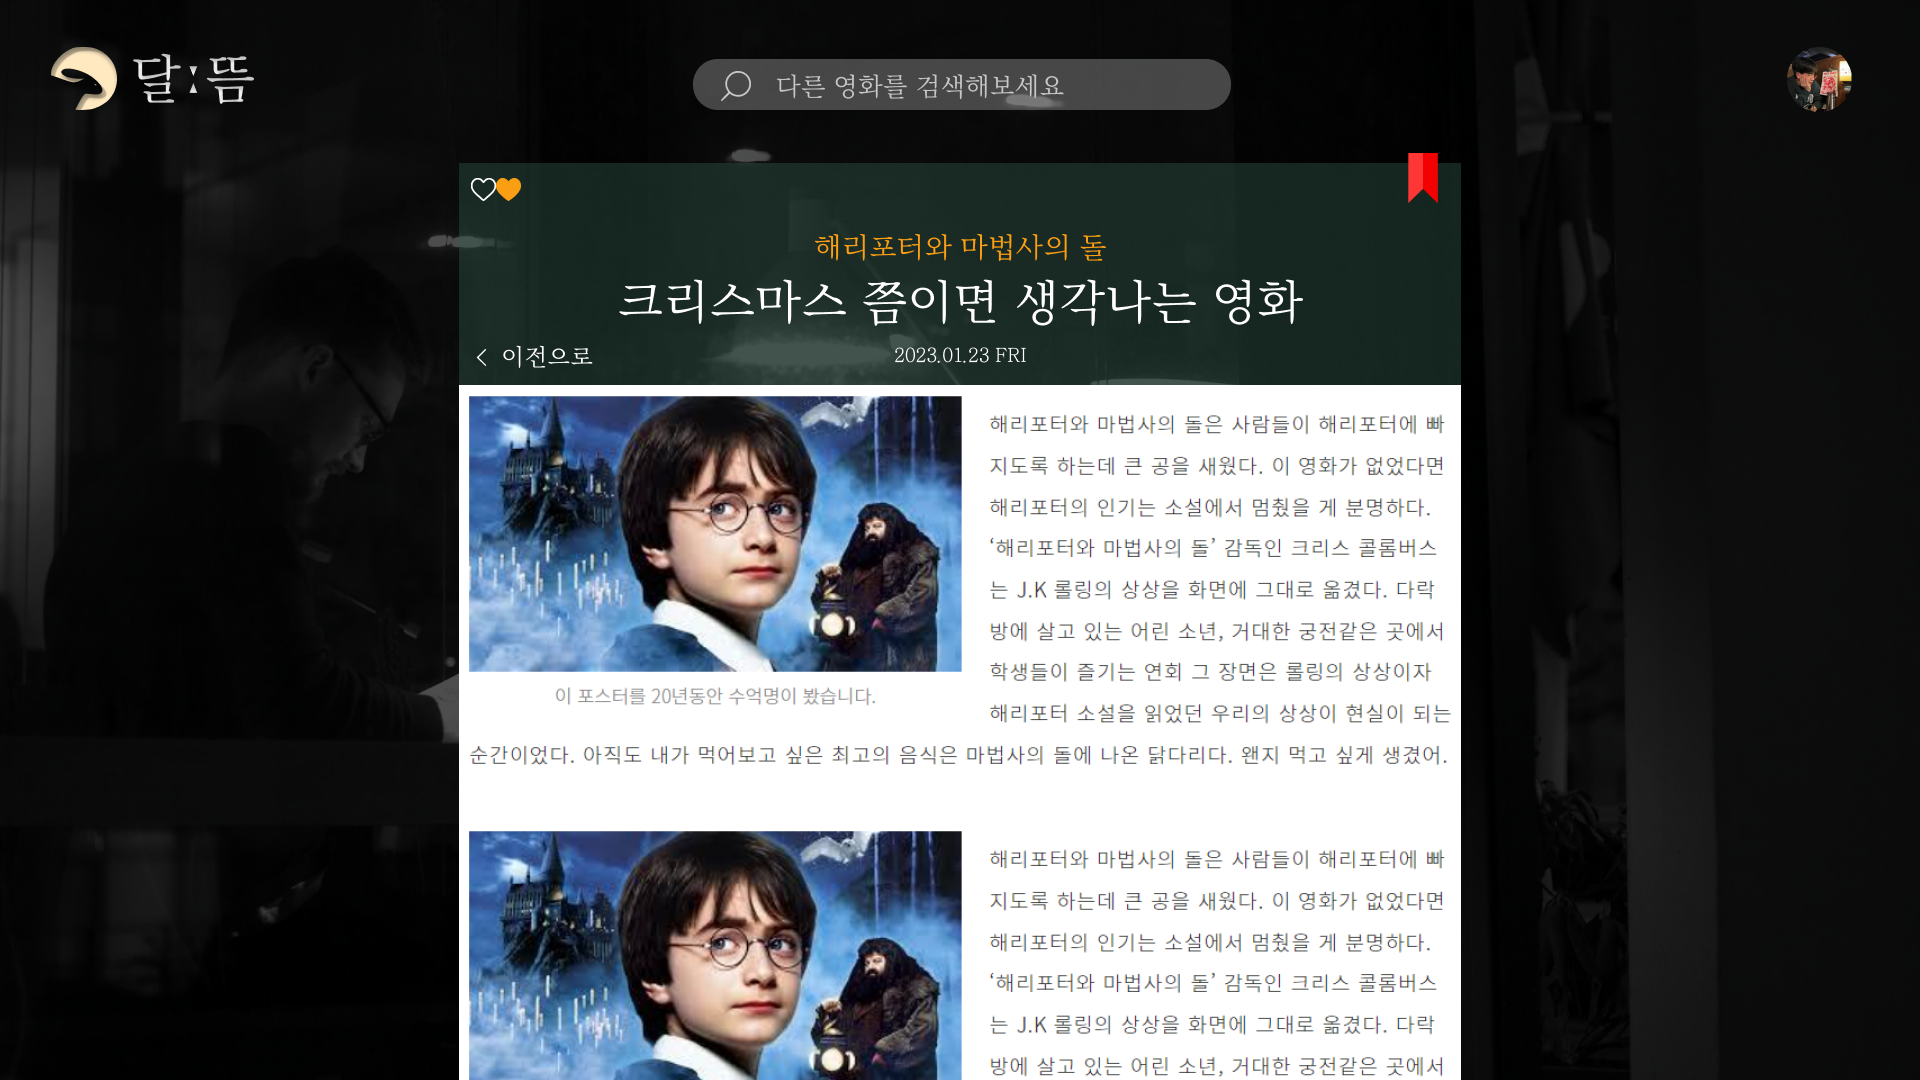 달:뜸
다른 영화를 검색해보세요
해리포터와 마법사의 돌
크리스마스 쯤이면 생각나는 영화
이전으로
2023.01.23 FRI
해리포터와 마법사의 돌은 사람들이 해리포터에 빠
지도록 하는데 큰 공을 새웠다. 이 영화가 없었다면
해리포터의 인기는 소설에서 멈췄을 게 분명하다.
‘해리포터와 마법사의 돌’ 감독인 크리스 콜롬버스
는 J.K 롤링의 상상을 화면에 그대로 옮겼다. 다락
방에 살고 있는 어린 소년, 거대한 궁전같은 곳에서
학생들이 즐기는 연회 그 장면은 롤링의 상상이자
해리포터 소설을 읽었던 우리의 상상이 현실이 되는
이 포스터를 20년동안 수억명이 봤습니다.
순간이었다. 아직도 내가 먹어보고 싶은 최고의 음식은 마법사의 돌에 나온 닭다리다. 왠지 먹고 싶게 생겼어.
해리포터와 마법사의 돌은 사람들이 해리포터에 빠
지도록 하는데 큰 공을 새웠다. 이 영화가 없었다면
해리포터의 인기는 소설에서 멈췄을 게 분명하다.
‘해리포터와 마법사의 돌’ 감독인 크리스 콜롬버스
는 J.K 롤링의 상상을 화면에 그대로 옮겼다. 다락
방에 살고 있는 어린 소년, 거대한 궁전같은 곳에서